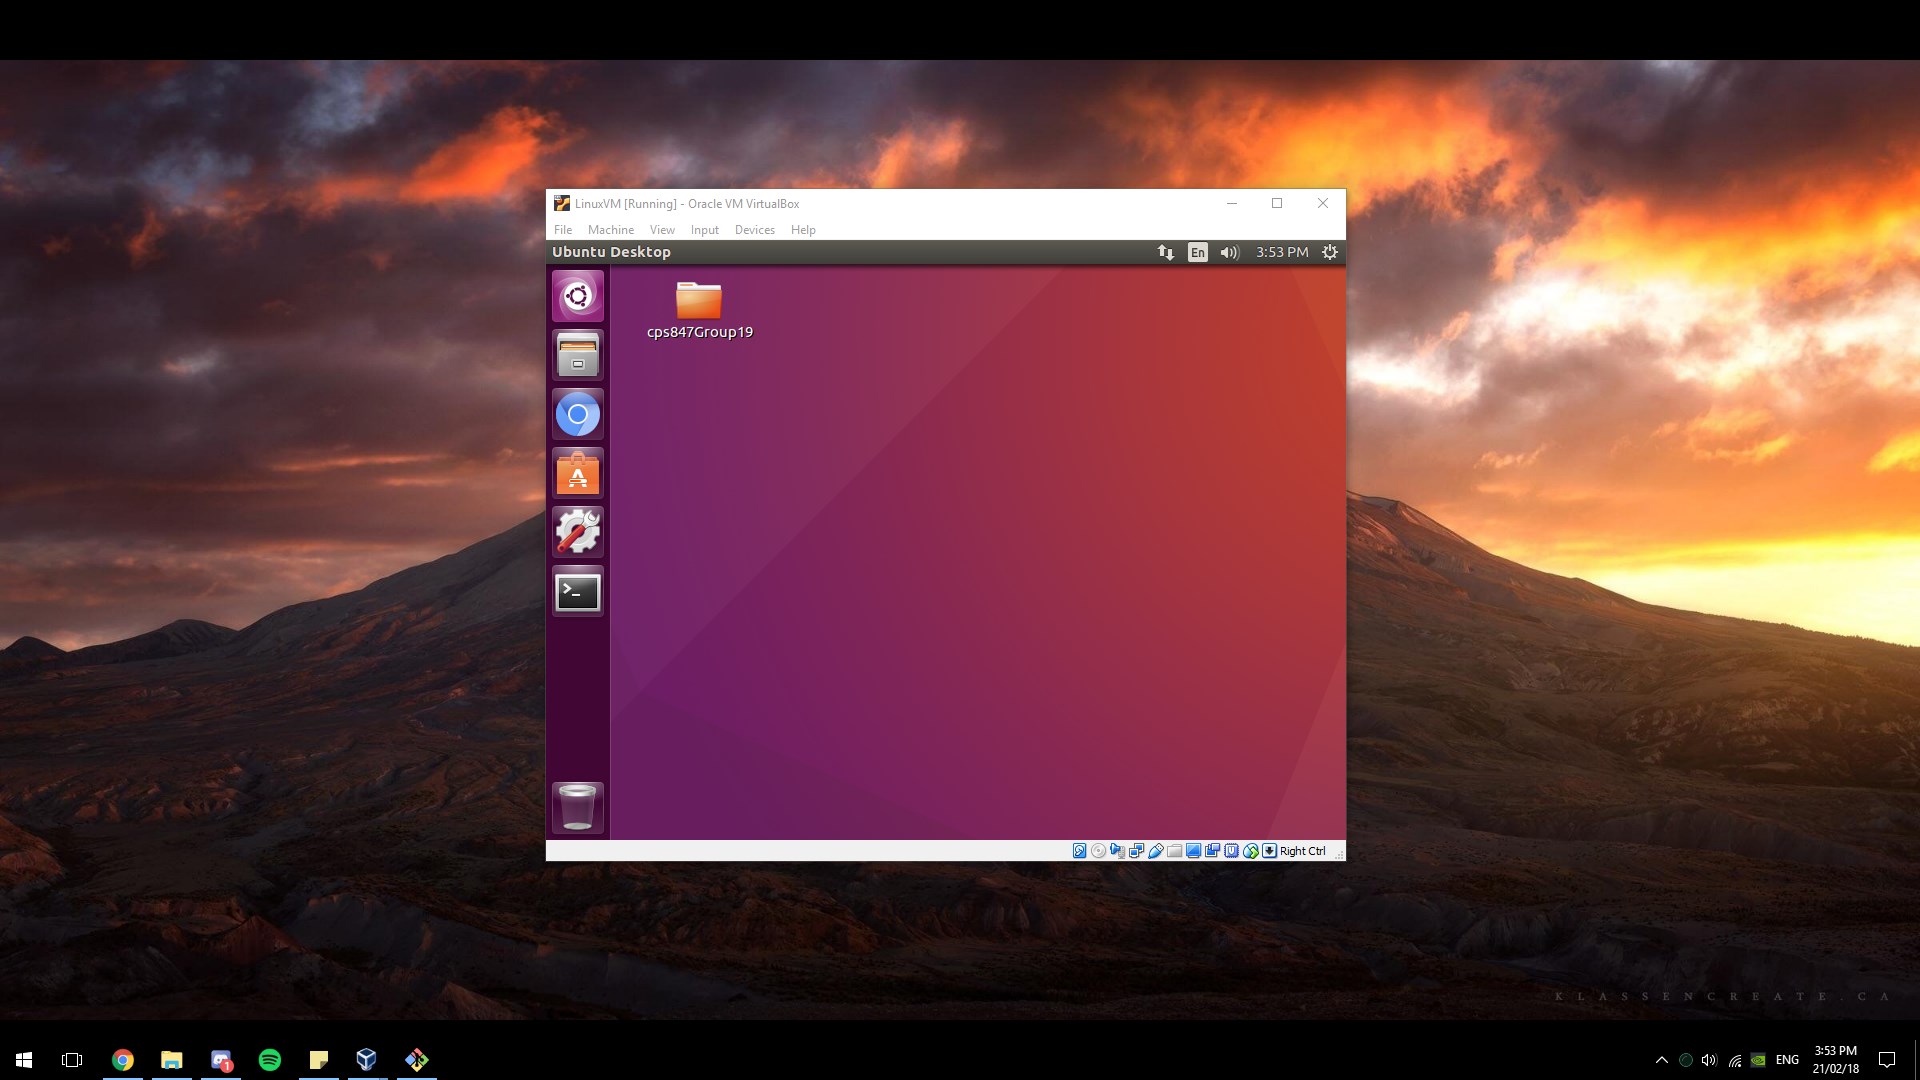 LinuxVM [Running] - Oracle VM VirtualBox
File Machine View Input Devices Help
Ubuntu Desktop En 3:53 PM
cps847Group19
Right Ctrl
KLASSENCREATE.CA
1
ENG
3:53 PM
21/02/18